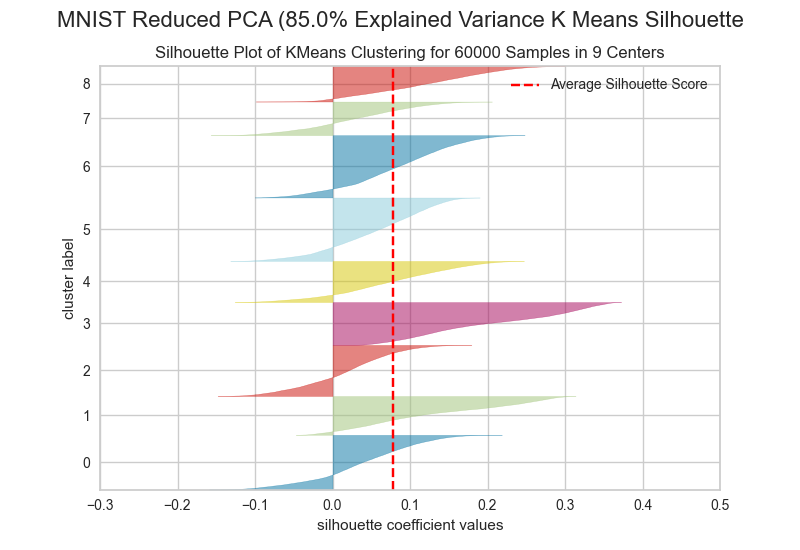 MNIST Reduced PCA (85.0% Explained Variance K Means Silhouette
Silhouette Plot of KMeans Clustering for 60000 Samples in 9 Centers
Average Silhouette Score
8
7
6
5
4
3
2
1
0
cluster label
−0.3 −0.2 −0.1 0.0 0.1 0.2 0.3 0.4 0.5
silhouette coefficient values